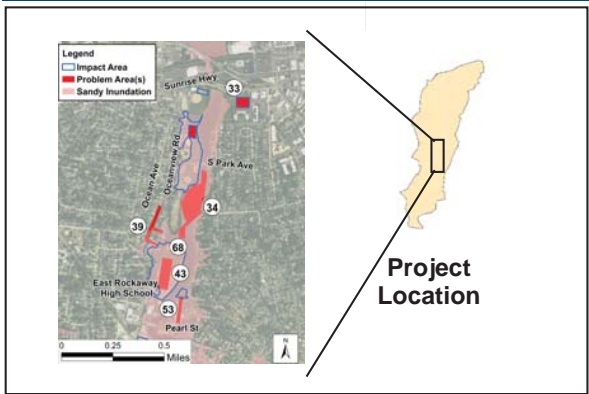 Legend
Impact Area
Problem Area(s)
Sandy Inundation
Sunrise Hwy
33
Oceanview Rd
Ocean Ave
S Park Ave
34
39
68
43
East Rockaway
High School
53
Pearl St
0 0.25 0.5
Miles
N
Project
Location